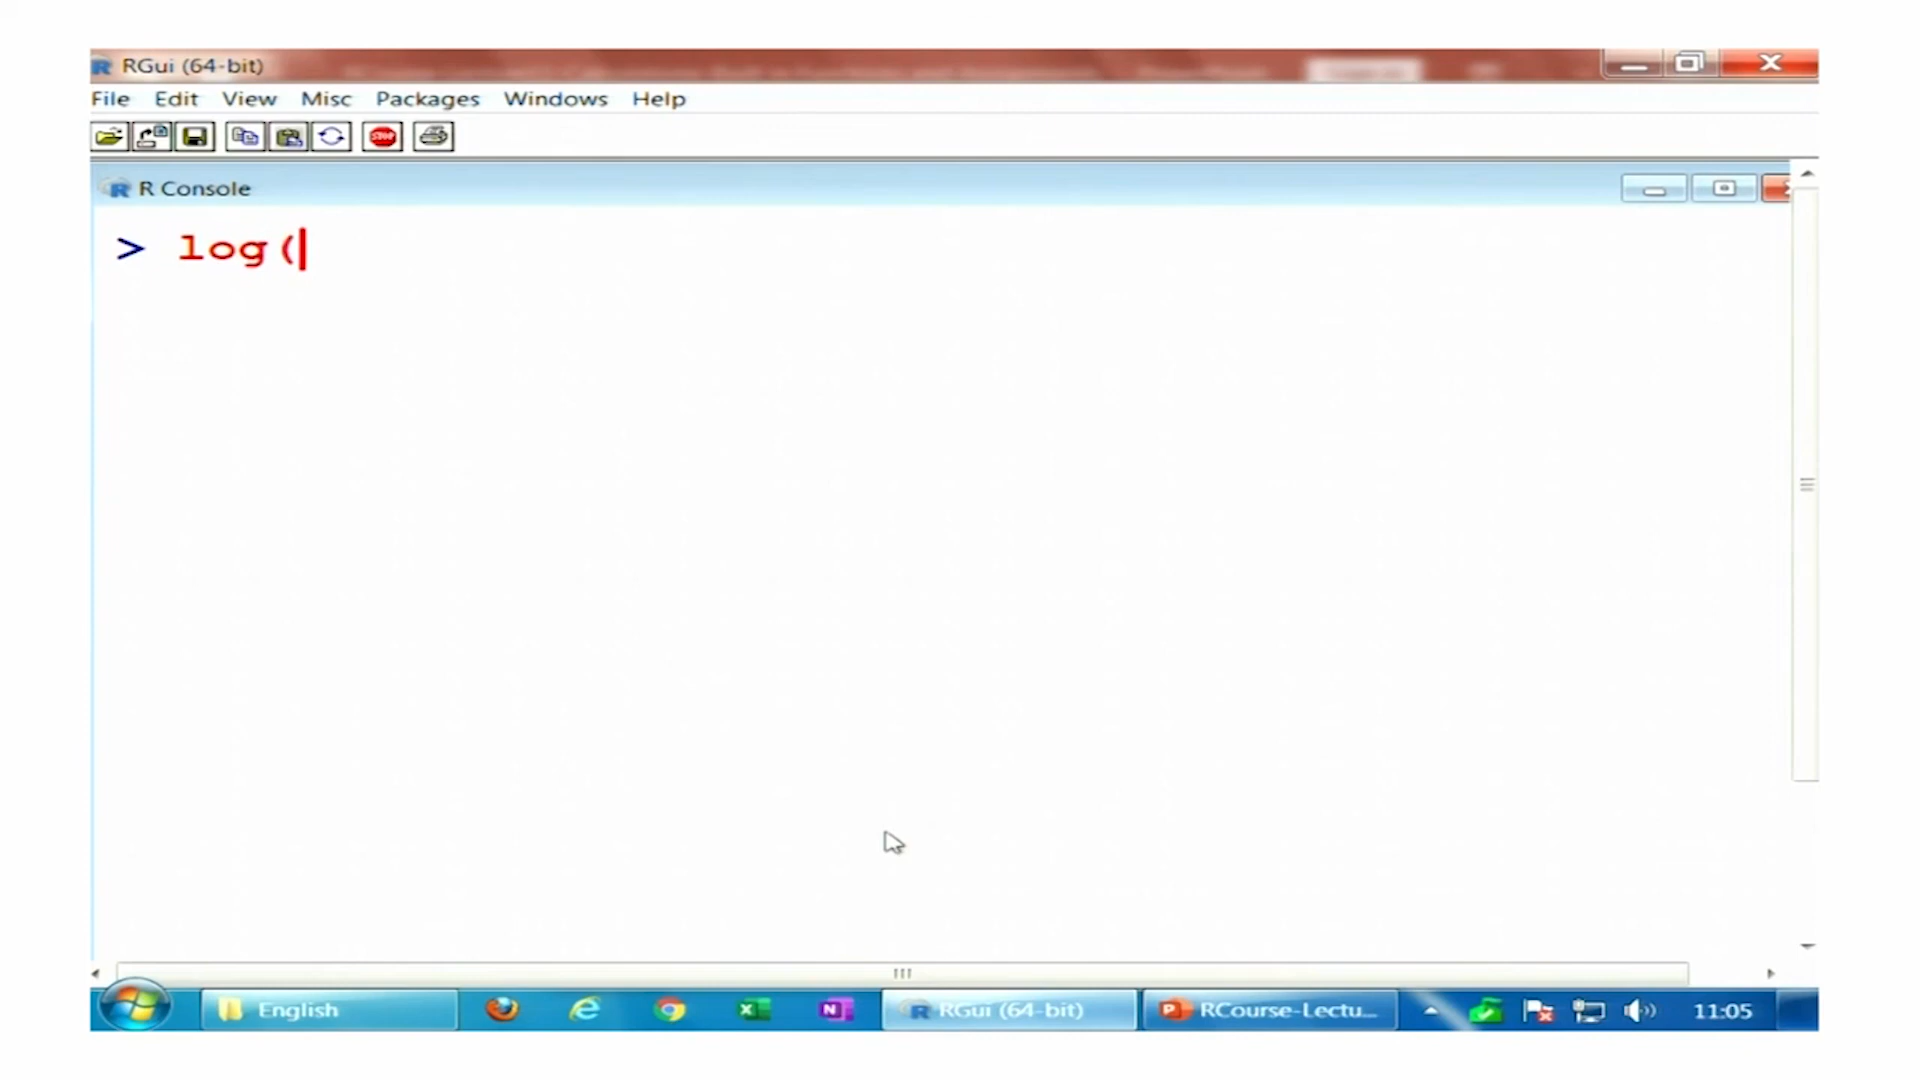 RGui (64-bit)
File Edit View Misc Packages Windows Help
STOP
R Console
> log(
English
RGui (64-bit)
RCourse-Lectu...
11:05